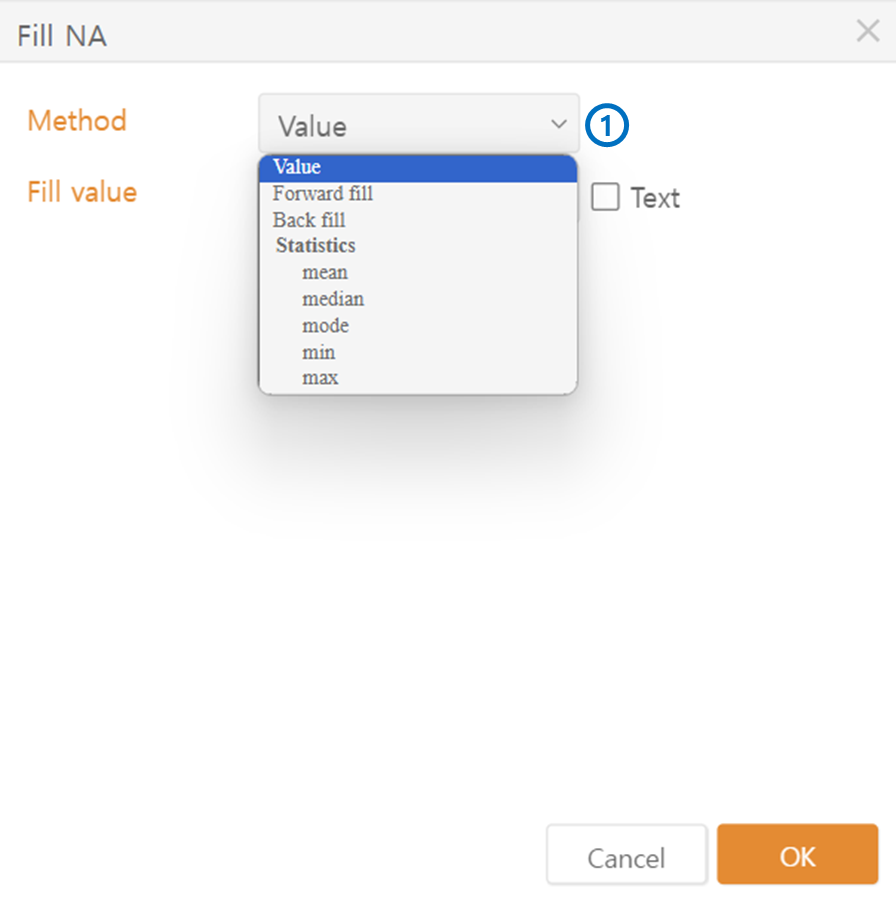 Fill NA
Method
Value
1
Value
Fill value
Forward fill
Text
Back fill
Statistics
mean
median
mode
min
max
Cancel
OK